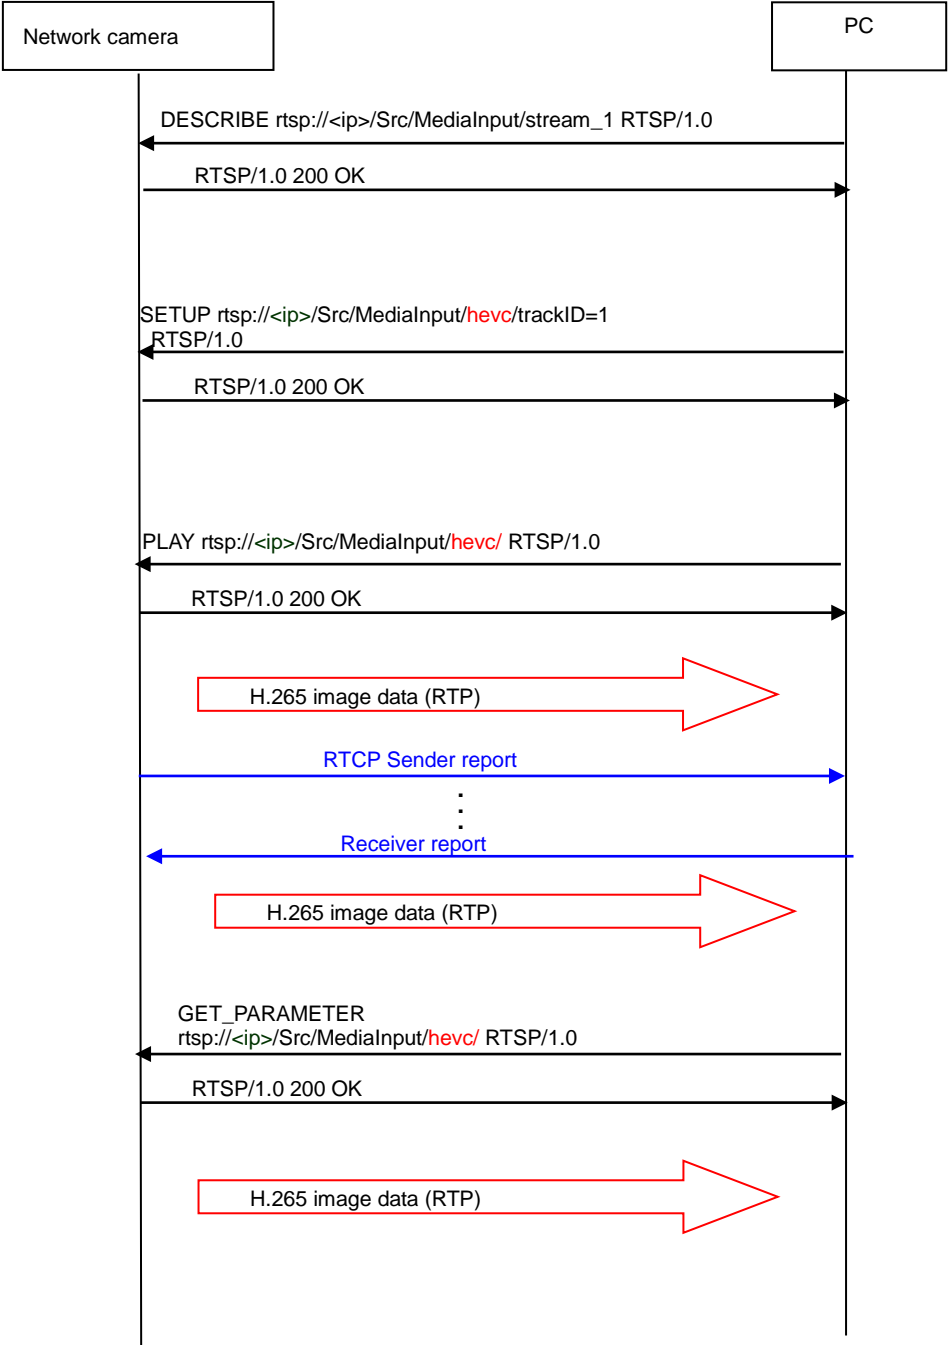 Network camera
PC
DESCRIBE rtsp://<ip>/Src/MediaInput/stream_1 RTSP/1.0
RTSP/1.0 200 OK
SETUP rtsp://<ip>/Src/MediaInput/hevc/trackID=1
RTSP/1.0
RTSP/1.0 200 OK
PLAY rtsp://<ip>/Src/MediaInput/hevc/ RTSP/1.0
RTSP/1.0 200 OK
H.265 image data (RTP)
RTCP Sender report
Receiver report
H.265 image data (RTP)
GET_PARAMETER
rtsp://<ip>/Src/MediaInput/hevc/ RTSP/1.0
RTSP/1.0 200 OK
H.265 image data (RTP)